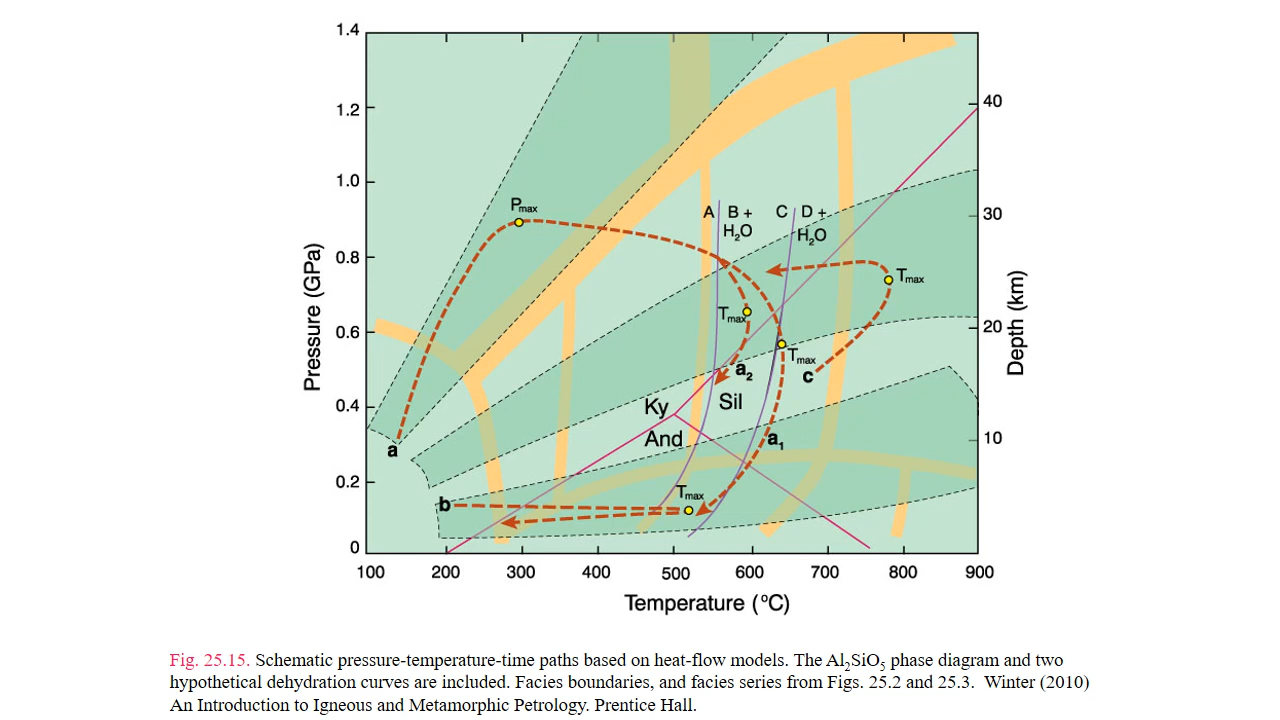 1.4
1.2
1.0
0.8
0.6
0.4
0.2
0
Pressure (GPa)
40
30
20
10
Depth (km)
Pmax
A B + C D +
H₂O H₂O
Tmax
Tmax
Tmax
a₂
c
Ky Sil
And
a₁
a
Tmax
b
100 200 300 400 500 600 700 800 900
Temperature (°C)
Fig. 25.15. Schematic pressure-temperature-time paths based on heat-flow models. The Al₂SiO₅ phase diagram and two
hypothetical dehydration curves are included. Facies boundaries, and facies series from Figs. 25.2 and 25.3. Winter (2010)
An Introduction to Igneous and Metamorphic Petrology. Prentice Hall.